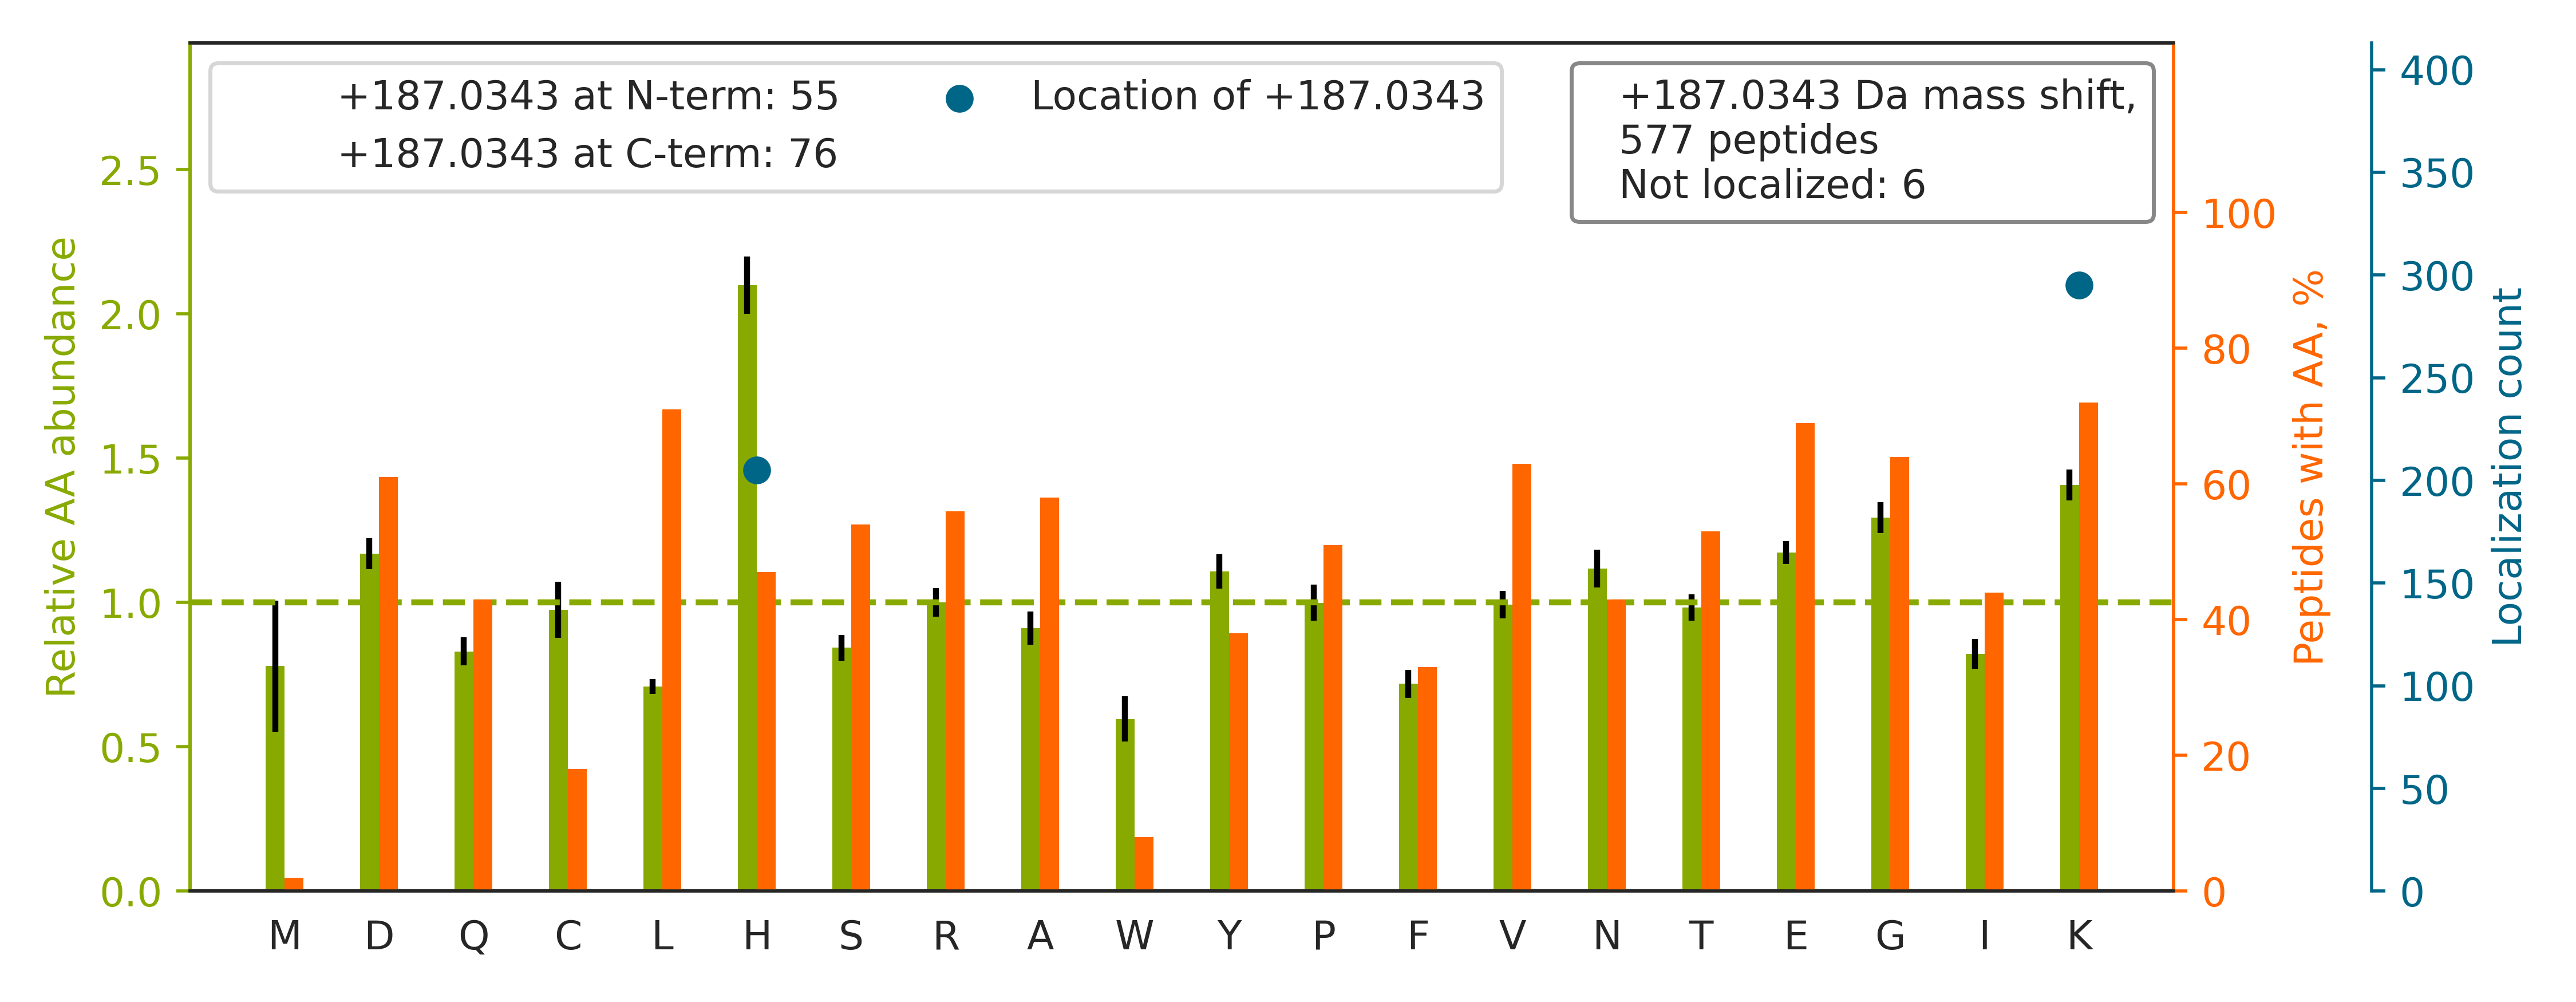 +187.0343 at N-term: 55
+187.0343 at C-term: 76
Location of +187.0343
+187.0343 Da mass shift,
577 peptides
Not localized: 6
Relative AA abundance
2.5
2.0
1.5
1.0
0.5
0.0
M D Q C L H S R A W Y P F V N T E G I K
100
80
60
40
20
0
Peptides with AA, %
400
350
300
250
200
150
100
50
0
Localization count